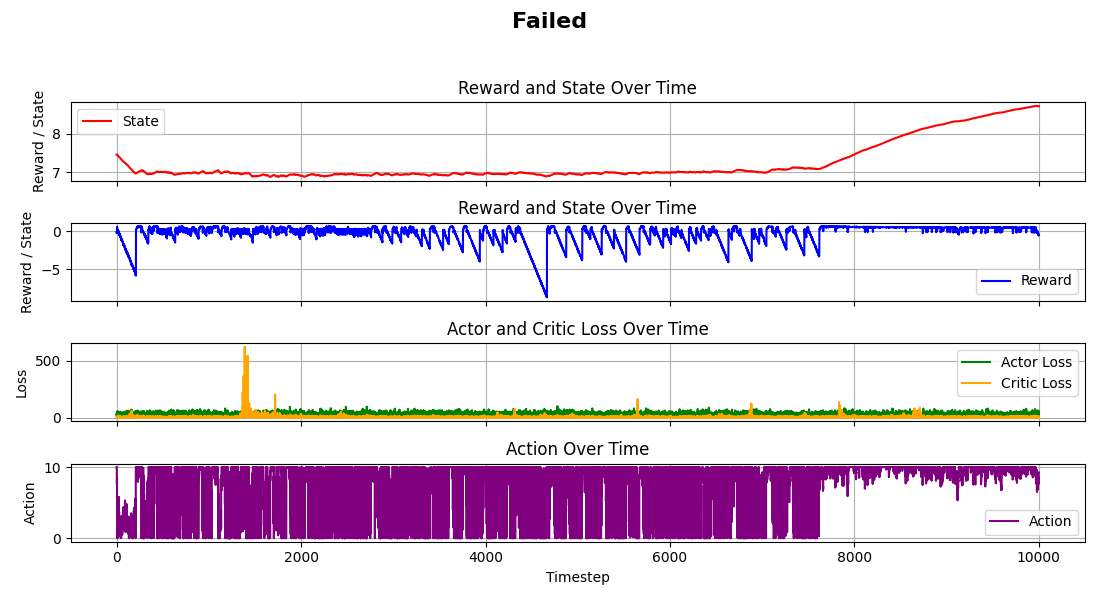 Failed
Reward and State Over Time
Reward / State
8
7
State
Reward and State Over Time
Reward / State
0
−5
Reward
Actor and Critic Loss Over Time
Loss
500
0
Actor Loss
Critic Loss
Action Over Time
Action
10
0
Action
0 2000 4000 6000 8000 10000
Timestep